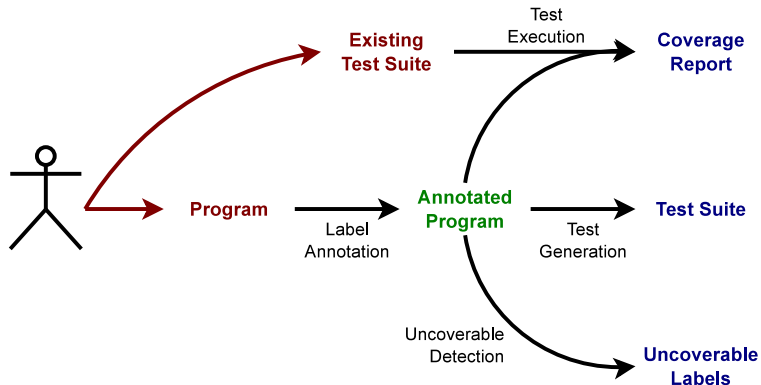 Test
Execution
Existing
Test Suite
Coverage
Report
Program
Label
Annotation
Annotated
Program
Test
Generation
Test Suite
Uncoverable
Detection
Uncoverable
Labels